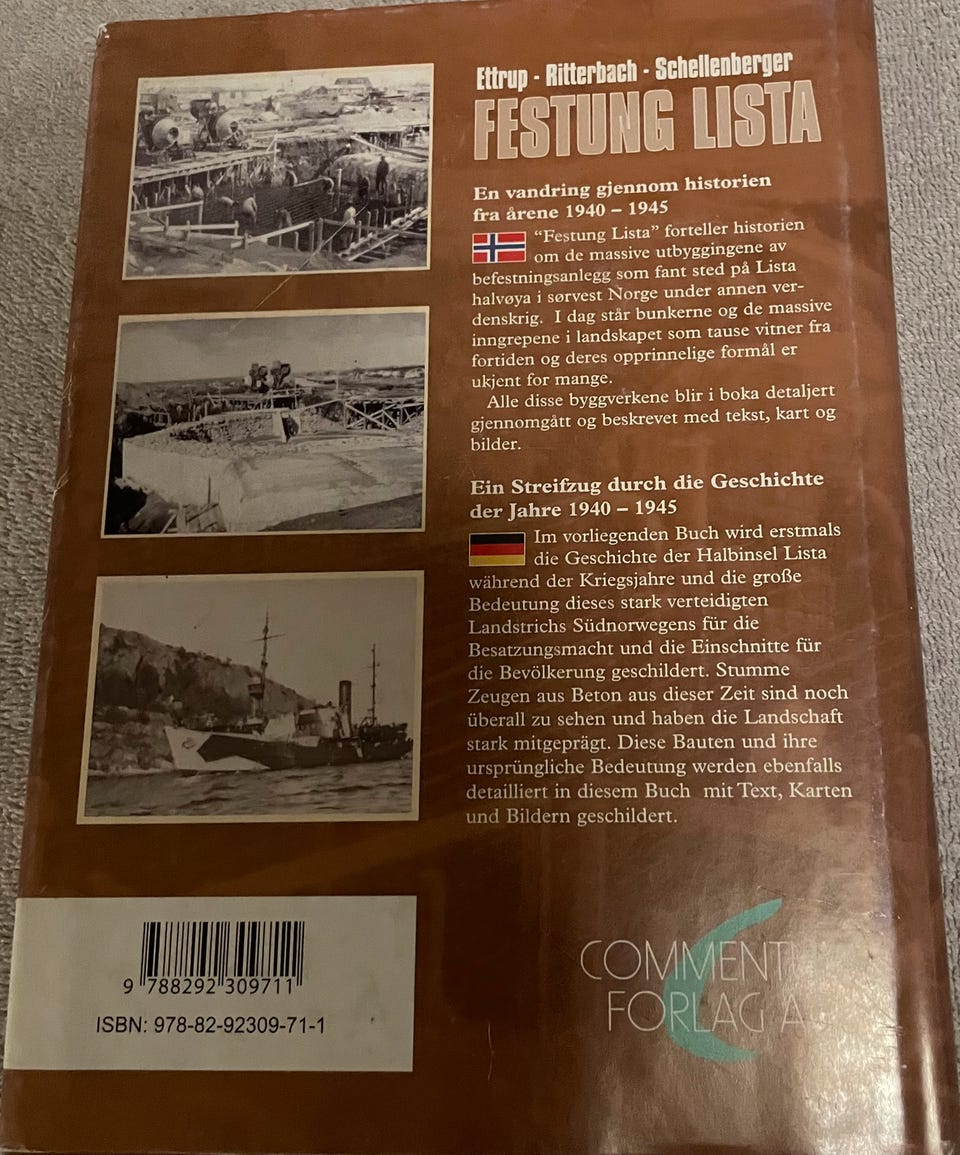 Ettrup - Ritterbach - Schellenberger
FESTUNG LISTA
En vandring gjennom historien
fra årene 1940 – 1945
“Festung Lista” forteller historien
om de massive utbyggingene av
befestningsanlegg som fant sted på Lista
halvøya i sørvest Norge under annen ver-
denskrig. I dag står bunkerne og de massive
inngrepene i landskapet som tause vitner fra
fortiden og deres opprinnelige formål er
ukjent for mange.
Alle disse byggverkene blir i boka detaljert
gjennomgått og beskrevet med tekst, kart og
bilder.
Ein Streifzug durch die Geschichte
der Jahre 1940 – 1945
Im vorliegenden Buch wird erstmals
die Geschichte der Halbinsel Lista
während der Kriegsjahre und die große
Bedeutung dieses stark verteidigten
Landstrichs Südnorwegens für die
Besatzungsmacht und die Einschnitte für
die Bevölkerung geschildert. Stumme
Zeugen aus Beton aus dieser Zeit sind noch
überall zu sehen und haben die Landschaft
stark mitgeprägt. Diese Bauten und ihre
ursprüngliche Bedeutung werden ebenfalls
detailliert in diesem Buch mit Text, Karten
und Bildern geschildert.
9 788292 309711
ISBN: 978-82-92309-71-1
FORLAG